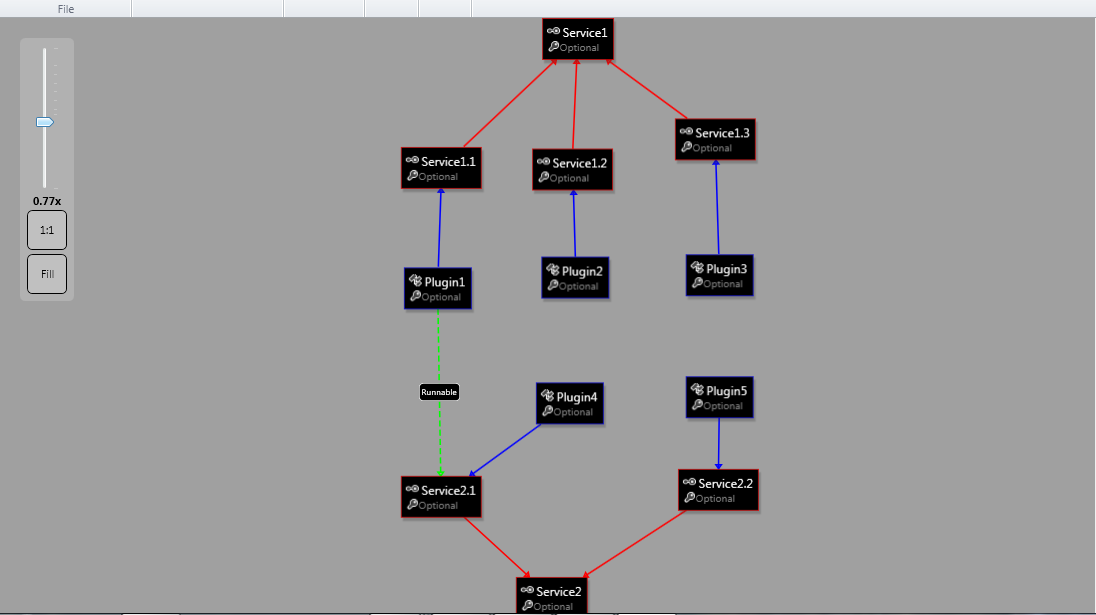 File
Service1
Optional
Service1.3
Optional
Service1.1
Optional
Service1.2
Optional
0.77x
1:1
Fill
Plugin1
Optional
Plugin2
Optional
Plugin3
Optional
Runnable
Plugin4
Optional
Plugin5
Optional
Service2.1
Optional
Service2.2
Optional
Service2
Optional